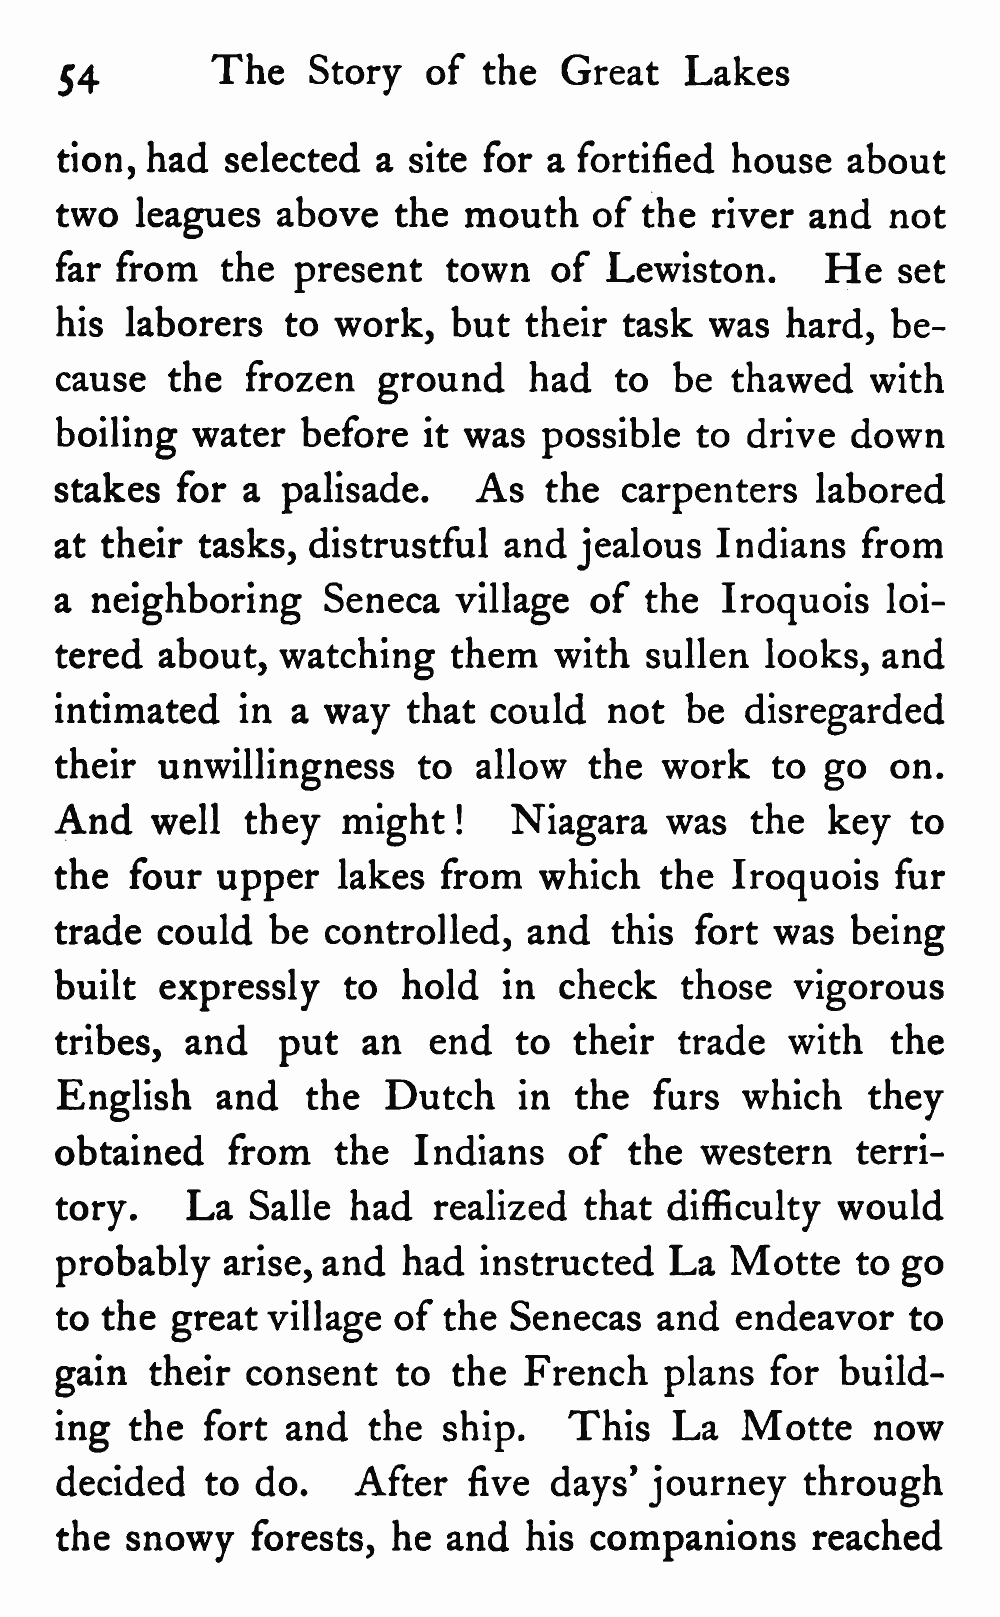 54 The Story of the Great Lakes
tion, had selected a site for a fortified house about
two leagues above the mouth of the river and not
far from the present town of Lewiston. He set
his laborers to work, but their task was hard, be-
cause the frozen ground had to be thawed with
boiling water before it was possible to drive down
stakes for a palisade. As the carpenters labored
at their tasks, distrustful and jealous Indians from
a neighboring Seneca village of the Iroquois loi-
tered about, watching them with sullen looks, and
intimated in a way that could not be disregarded
their unwillingness to allow the work to go on.
And well they might! Niagara was the key to
the four upper lakes from which the Iroquois fur
trade could be controlled, and this fort was being
built expressly to hold in check those vigorous
tribes, and put an end to their trade with the
English and the Dutch in the furs which they
obtained from the Indians of the western terri-
tory. La Salle had realized that difficulty would
probably arise, and had instructed La Motte to go
to the great village of the Senecas and endeavor to
gain their consent to the French plans for build-
ing the fort and the ship. This La Motte now
decided to do. After five days' journey through
the snowy forests, he and his companions reached